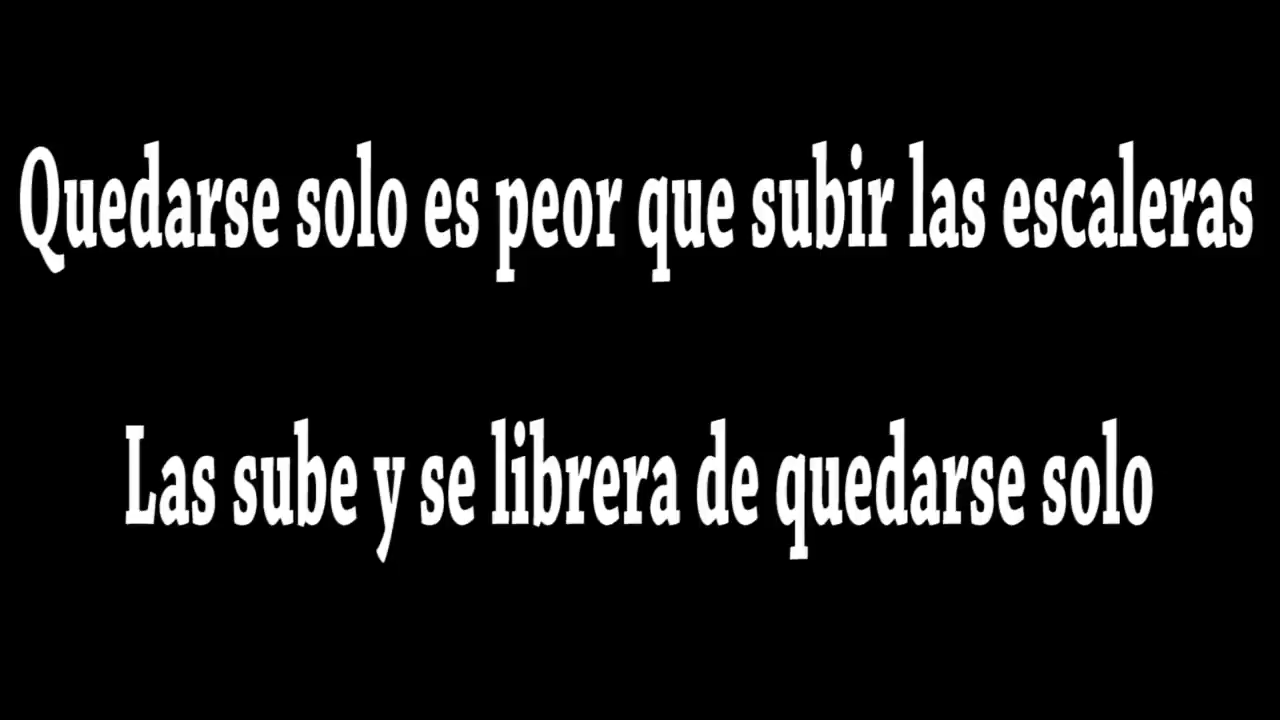 Quedarse solo es peor que subir las escaleras
Las sube y se librera de quedarse solo